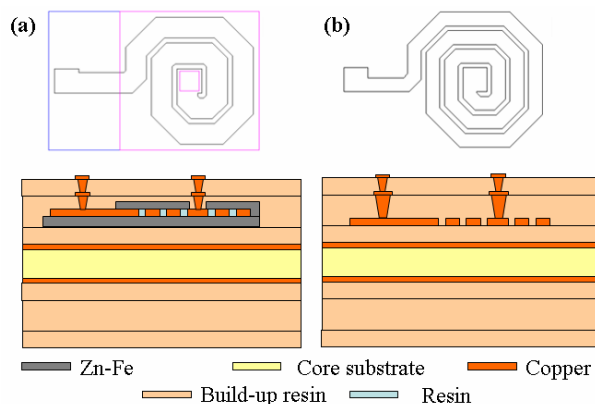 (a)
(b)
Zn-Fe
Core substrate
Copper
Build-up resin
Resin